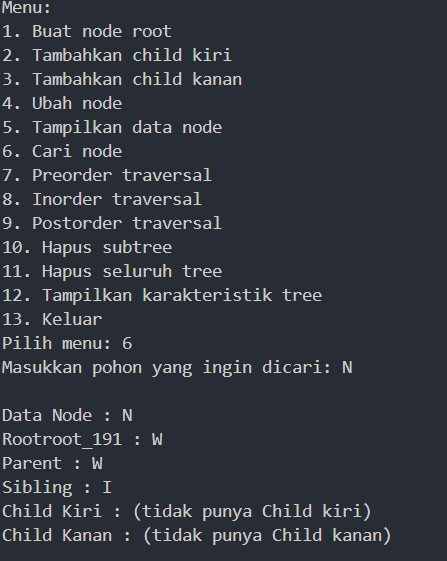 Menu:
1. Buat node root
2. Tambahkan child kiri
3. Tambahkan child kanan
4. Ubah node
5. Tampilkan data node
6. Cari node
7. Preorder traversal
8. Inorder traversal
9. Postorder traversal
10. Hapus subtree
11. Hapus seluruh tree
12. Tampilkan karakteristik tree
13. Keluar
Pilih menu: 6
Masukkan pohon yang ingin dicari: N

Data Node : N
Rootroot_191 : W
Parent : W
Sibling : I
Child Kiri : (tidak punya Child kiri)
Child Kanan : (tidak punya Child kanan)